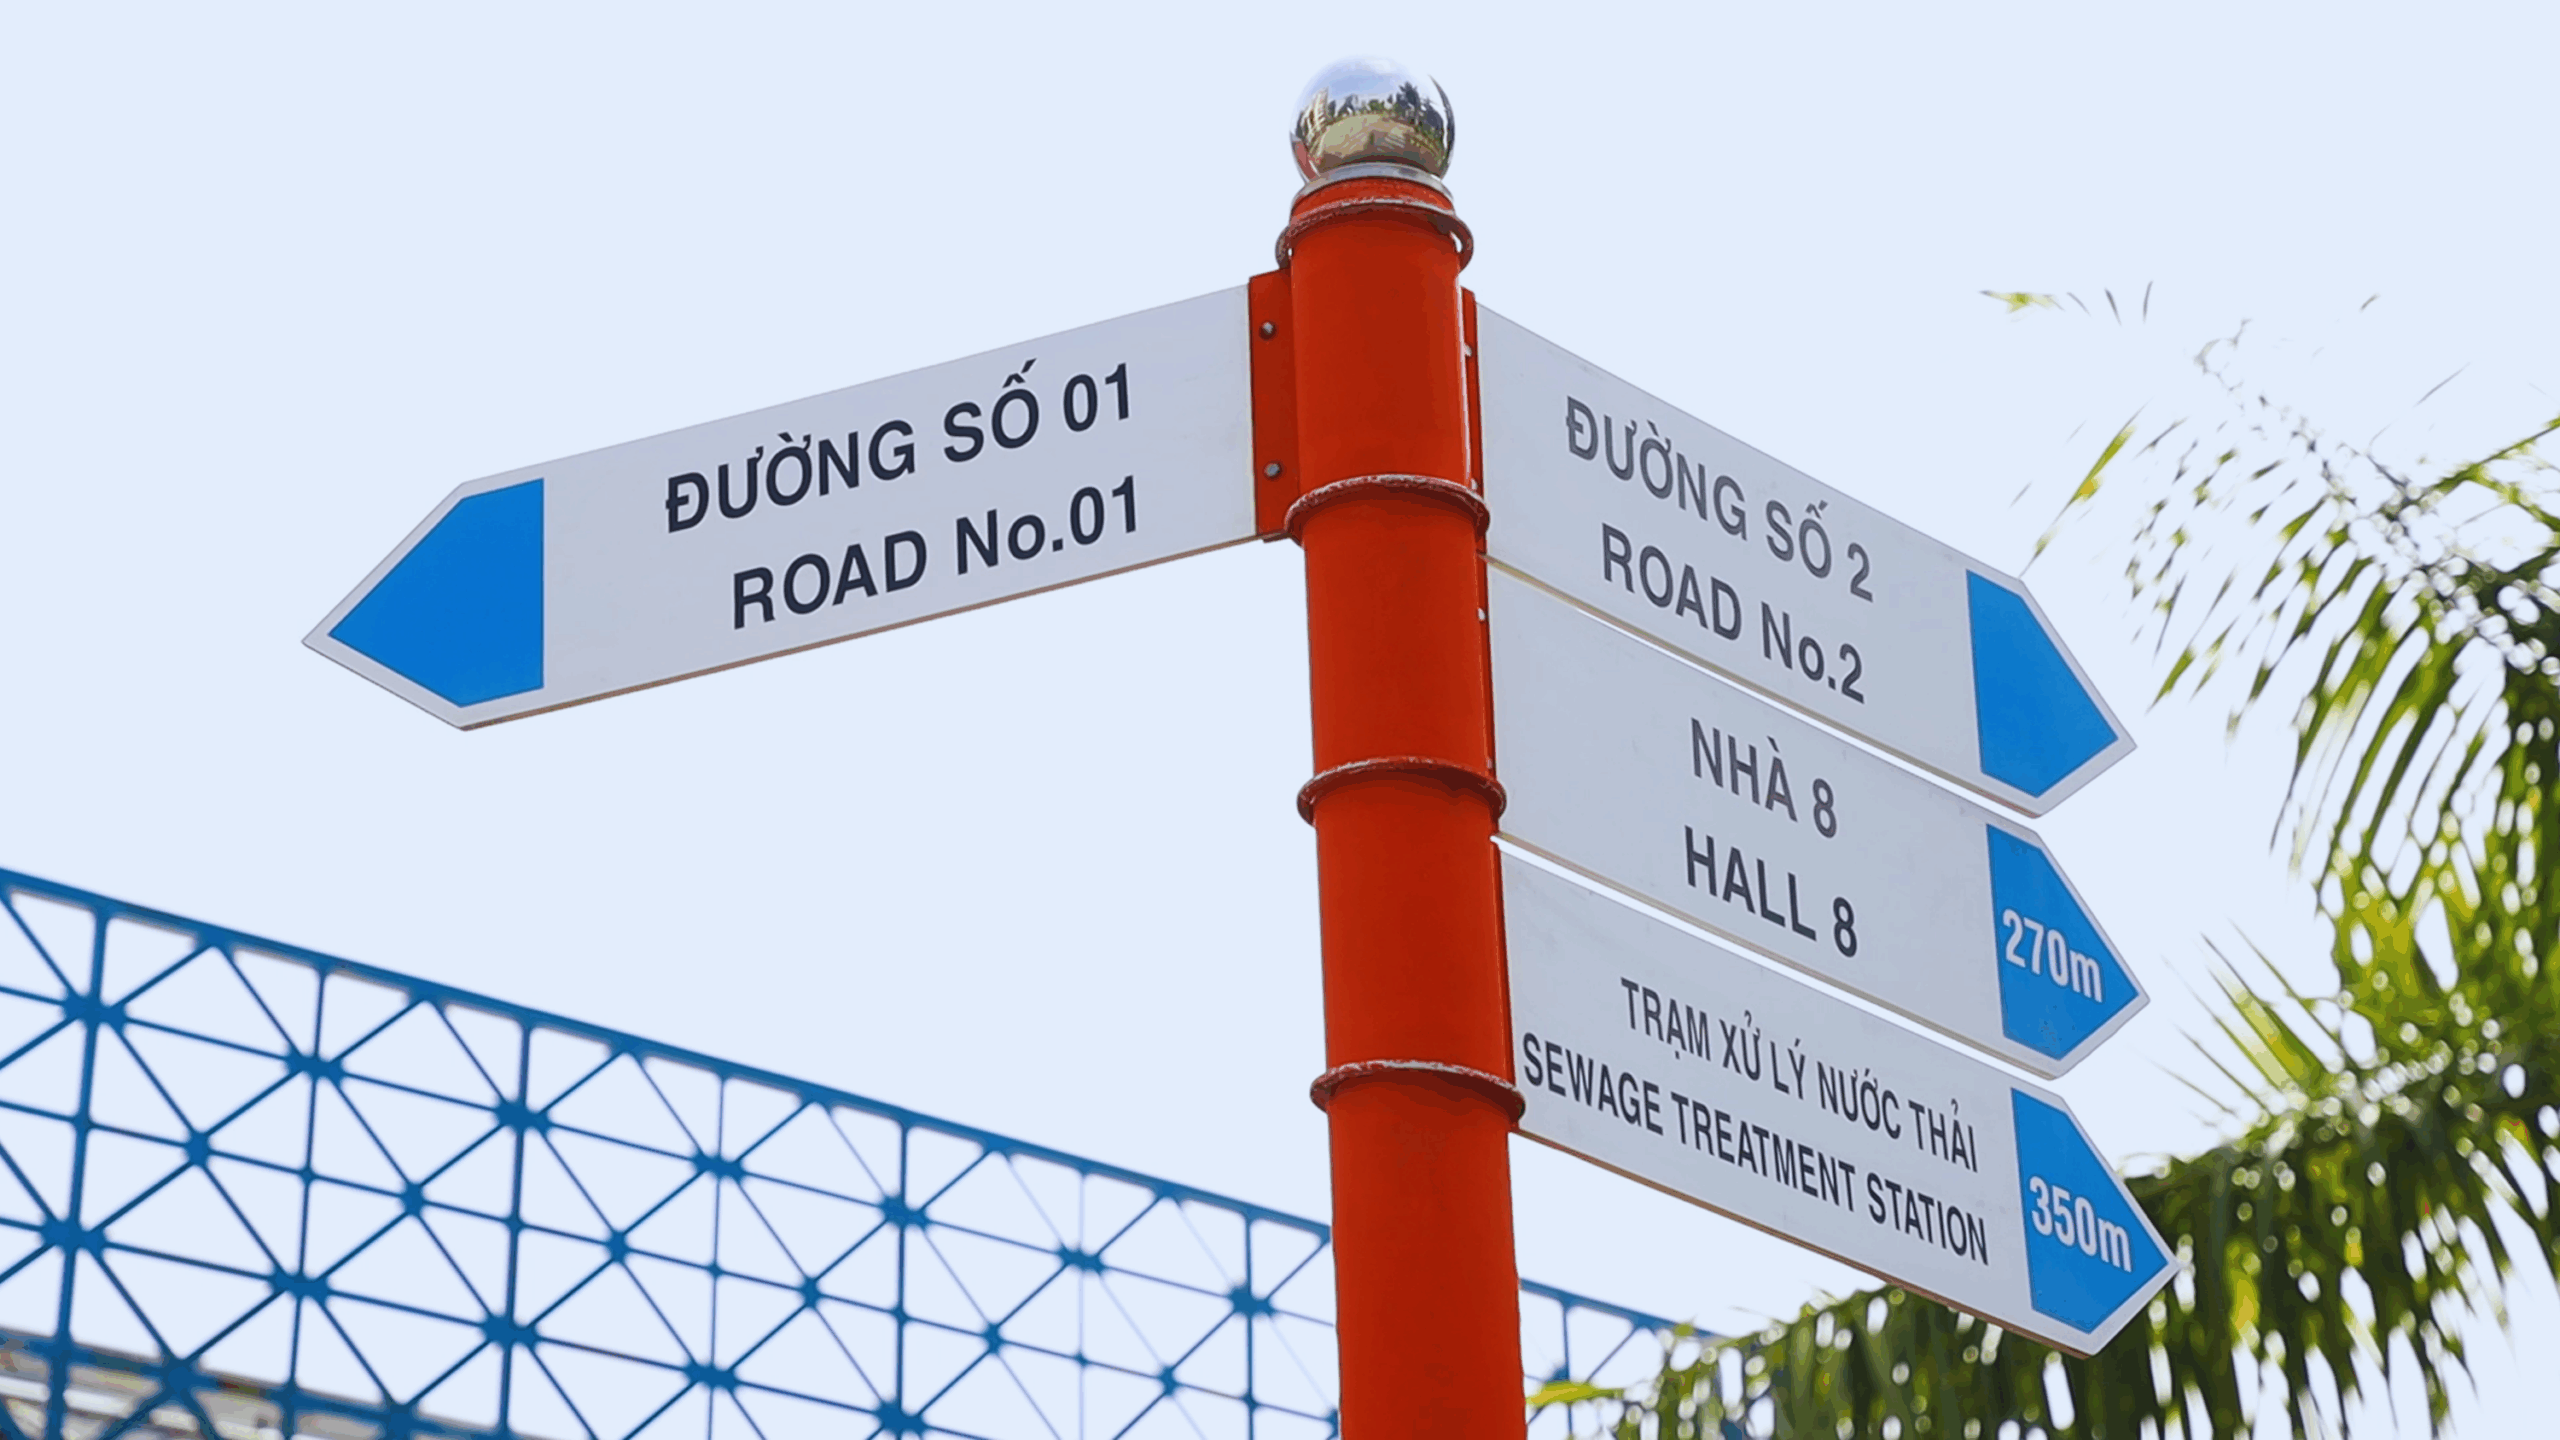 ĐƯỜNG SỐ 01
ROAD No.01
ĐƯỜNG SỐ 2
ROAD No.2
NHÀ 8
HALL 8
270m
TRẠM XỬ LÝ NƯỚC THẢI
SEWAGE TREATMENT STATION
350m